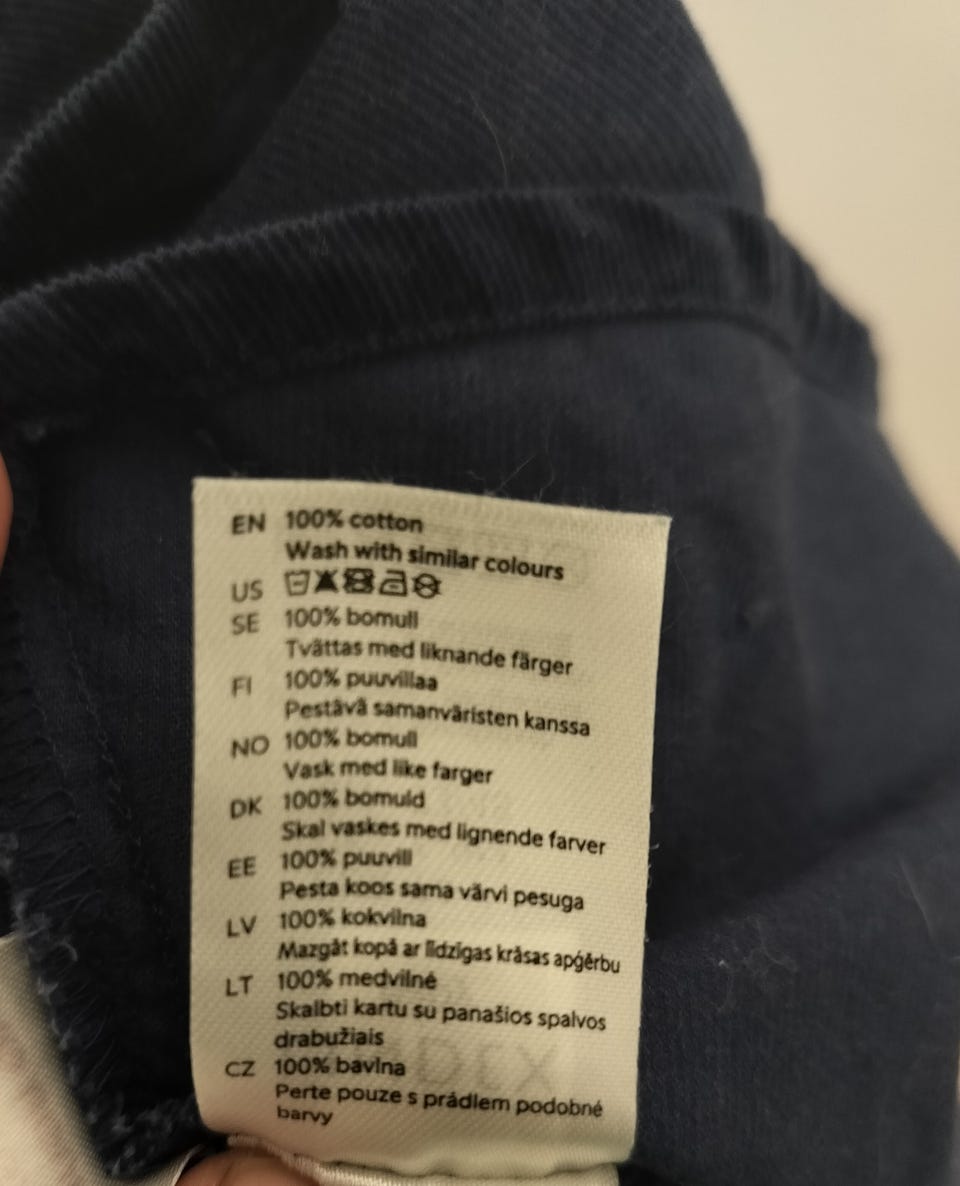 EN 100% cotton
Wash with similar colours
US
SE 100% bomull
Tvättas med liknande färger
FI 100% puuvillaa
Pestävä samanväristen kanssa
NO 100% bomull
Vask med like farger
DK 100% bomuld
Skal vaskes med lignende farver
EE 100% puuvill
Pesta koos sama värvi pesuga
LV 100% kokvilna
Mazgāt kopā ar līdzīgas krāsas apģērbu
LT 100% medvilnė
Skalbti kartu su panašios spalvos
drabužiais
CZ 100% bavlna
Perte pouze s prádlem podobné
barvy